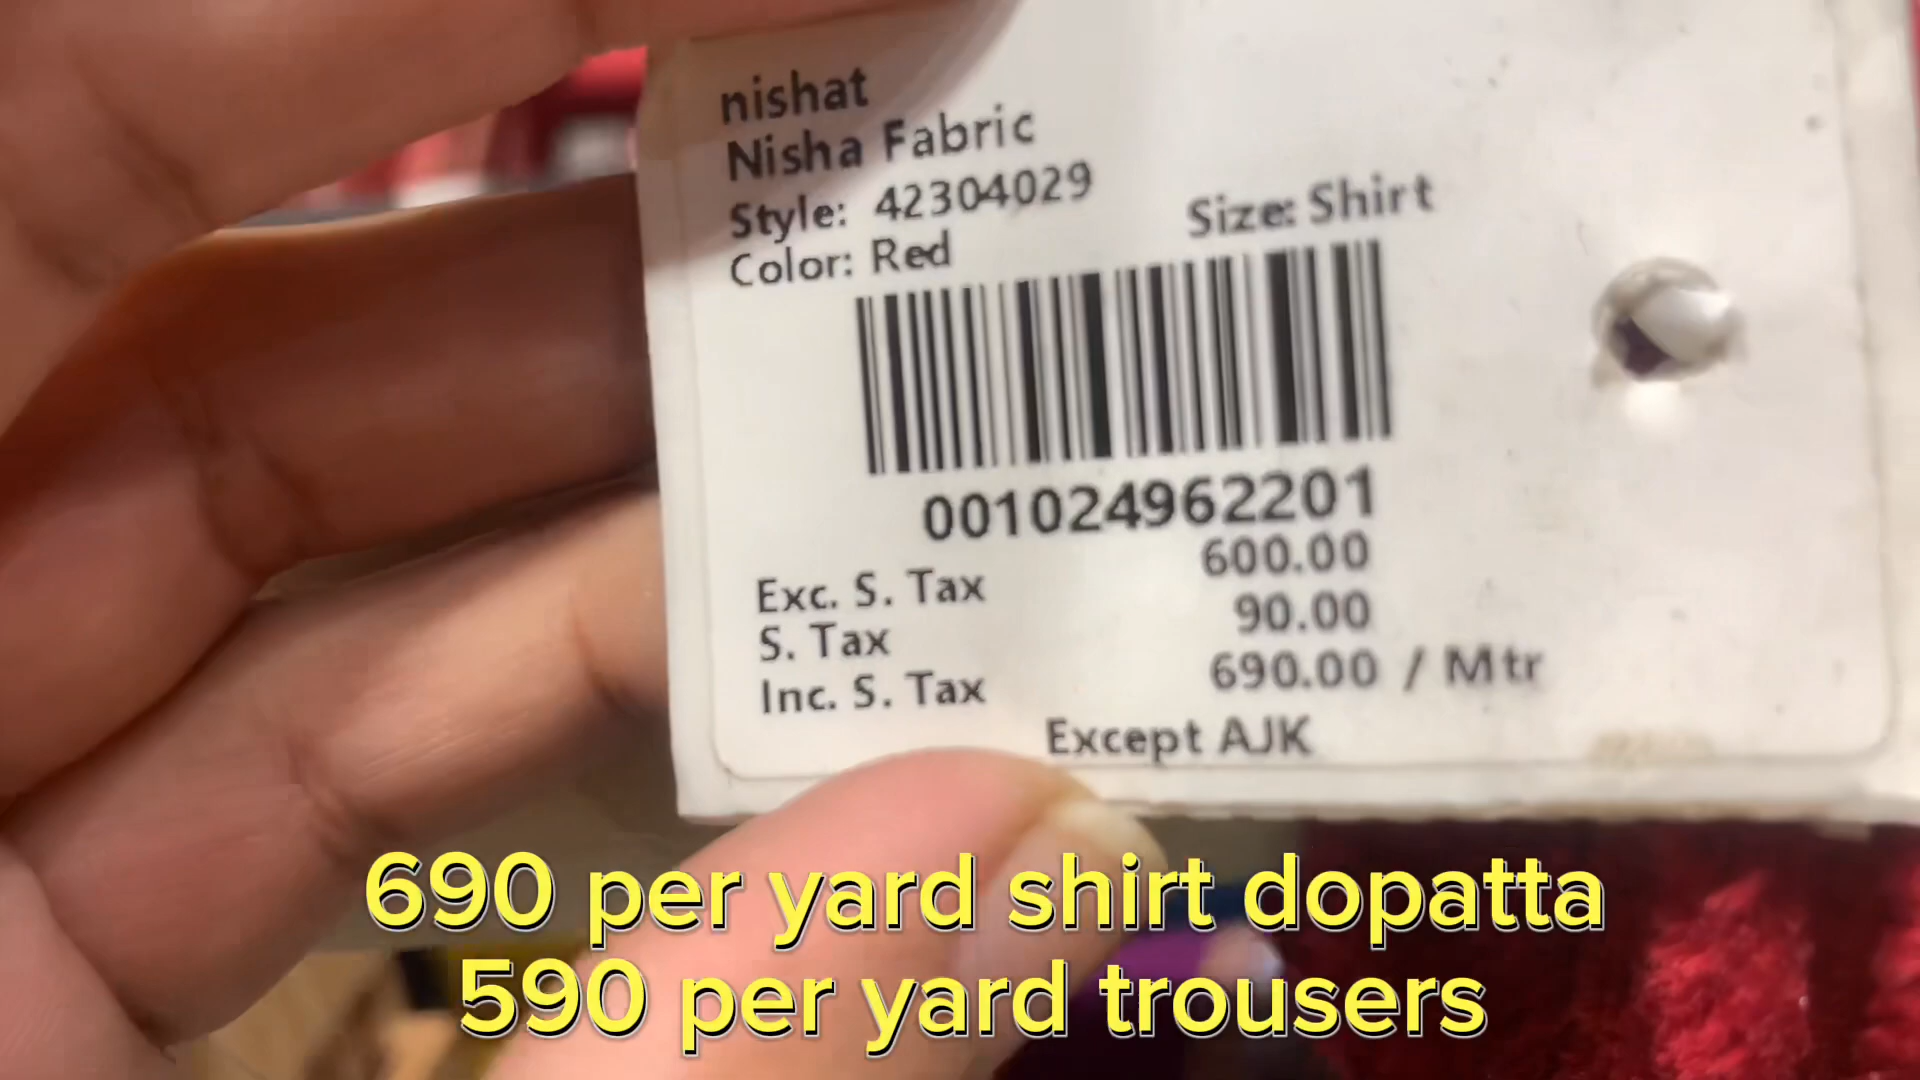 nishat
Nisha Fabric
Style: 42304029
Size: Shirt
Color: Red
001024962201
Exc. S. Tax 600.00
S. Tax 90.00
Inc. S. Tax 690.00 / Mtr
Except AJK
690 per yard shirt dopatta
590 per yard trousers